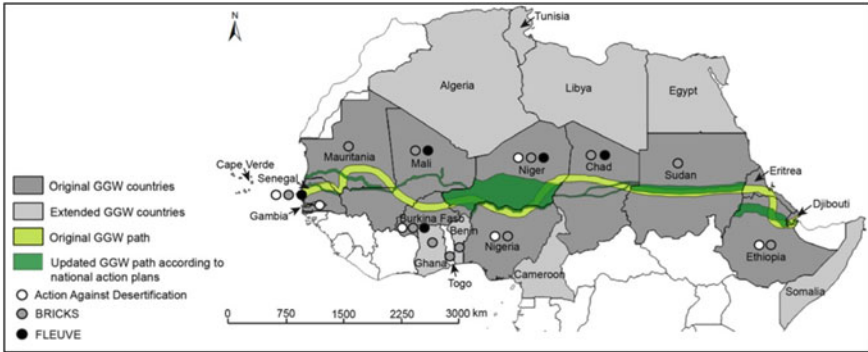 N
Tunisia
Algeria
Libya
Egypt
Mauritania
Mali
Niger
Chad
Sudan
Eritrea
Cape Verde
Senegal
Gambia
Burkina Faso
Benin
Nigeria
Djibouti
Ghana
Togo
Cameroon
Ethiopia
Somalia
Original GGW countries
Extended GGW countries
Original GGW path
Updated GGW path according to
national action plans
Action Against Desertification
BRICKS
FLEUVE
0 750 1500 2250 3000 km